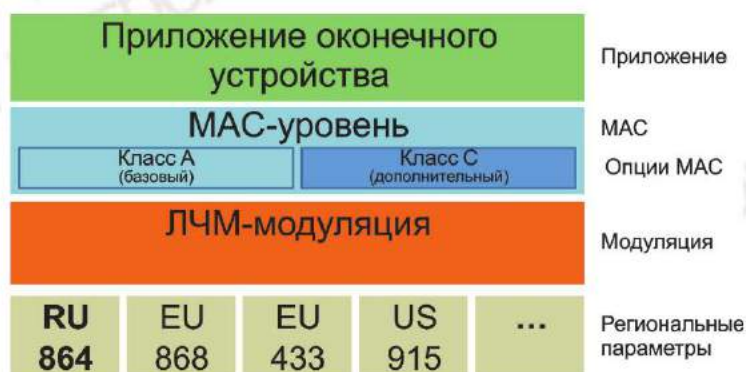 Приложение оконечного
устройства
Приложение
МАС-уровень
МАС
Класс А
(базовый)
Класс С
(дополнительный)
Опции МАС
ЛЧМ-модуляция
Модуляция
RU
864
EU
868
EU
433
US
915
...
Региональные
параметры